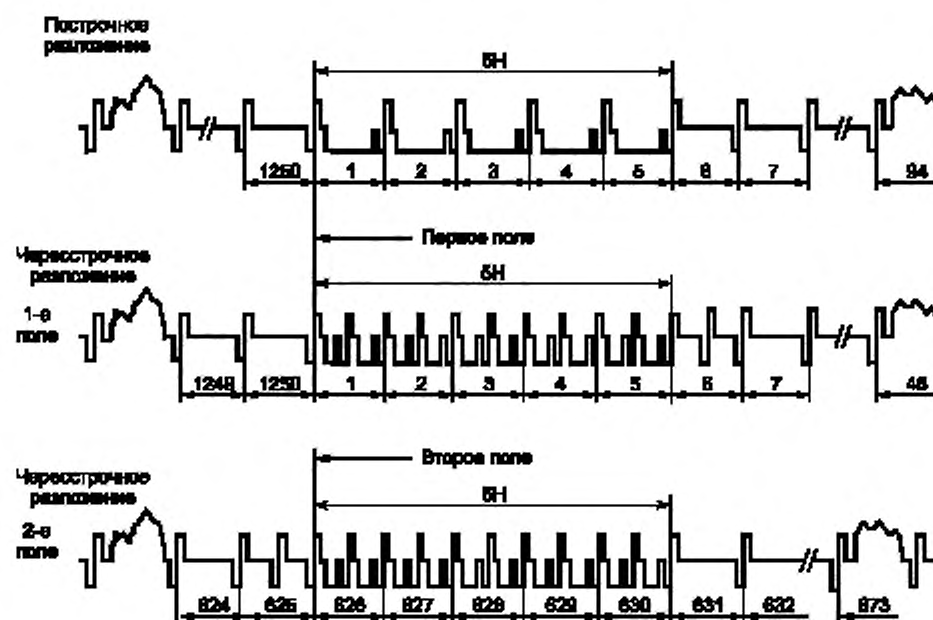 Построчное
разложение
5H
1250 1 2 3 4 5 6 7 94
Первое поле
Чересстрочное
разложение
5H
1-е
поле
1249 1250 1 2 3 4 5 6 7
Второе поле
Чересстрочное
разложение
5H
2-е
поле
624 625 626 627 628 629 630 631 632 673